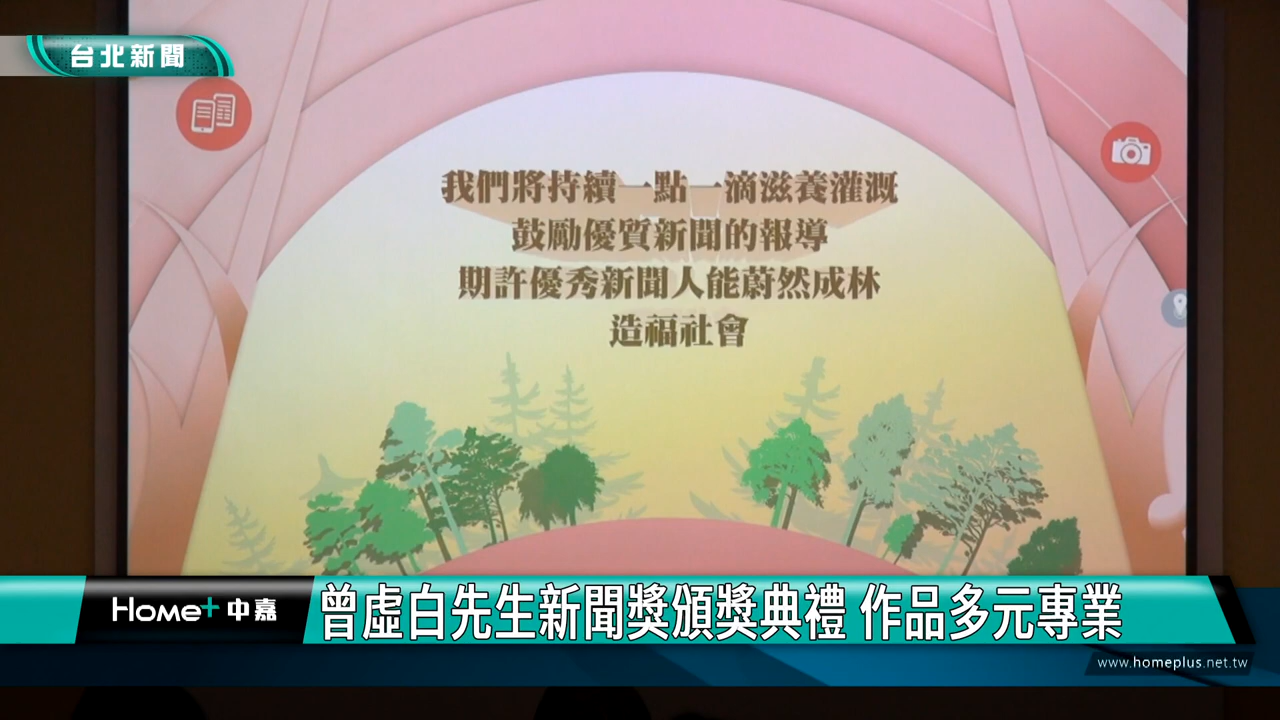 台北新聞
我們將持續一點一滴滋養灌溉
鼓勵優質新聞的報導
期許優秀新聞人能蔚然成林
造福社會
Home+中嘉
曾虛白先生新聞獎頒獎典禮 作品多元專業
www.homeplus.net.tw